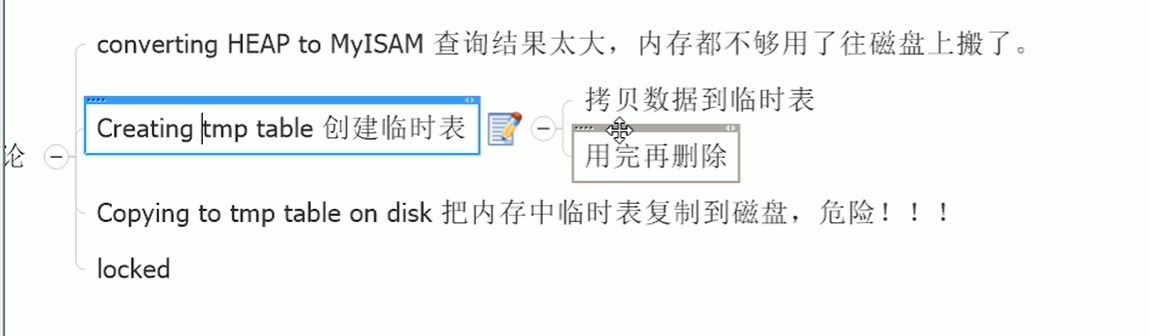 converting HEAP to MyISAM 查询结果太大，内存都不够用了往磁盘上搬了。
Creating tmp table 创建临时表
拷贝数据到临时表
用完再删除
论
Copying to tmp table on disk 把内存中临时表复制到磁盘，危险！！！
locked